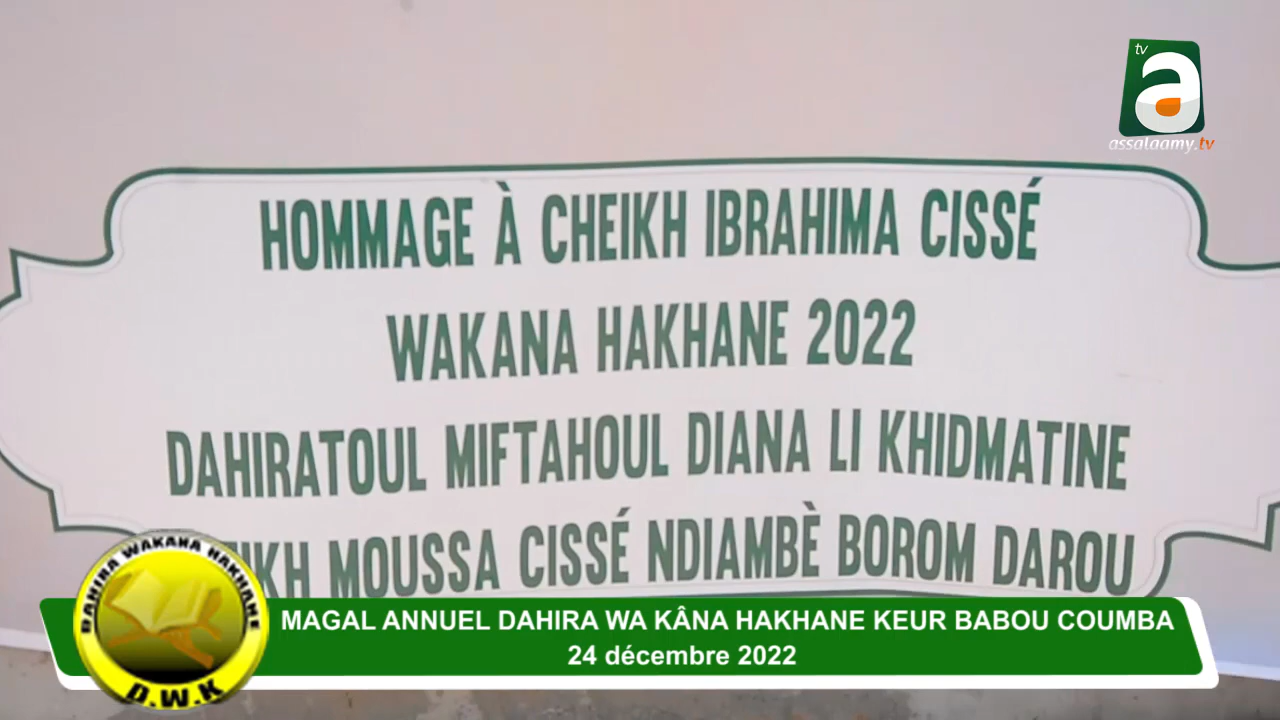 tv
a
assalaamy.tv
HOMMAGE À CHEIKH IBRAHIMA CISSÉ
WAKANA HAKHANE 2022
DAHIRATOUL MIFTAHOUL DIANA LI KHIDMATINE
MOUSSA CISSÉ NDIAMBÈ BOROM DAROU
DAHIRA WAKANA HAKHANE
D.W.K
MAGAL ANNUEL DAHIRA WA KÂNA HAKHANE KEUR BABOU COUMBA
24 décembre 2022